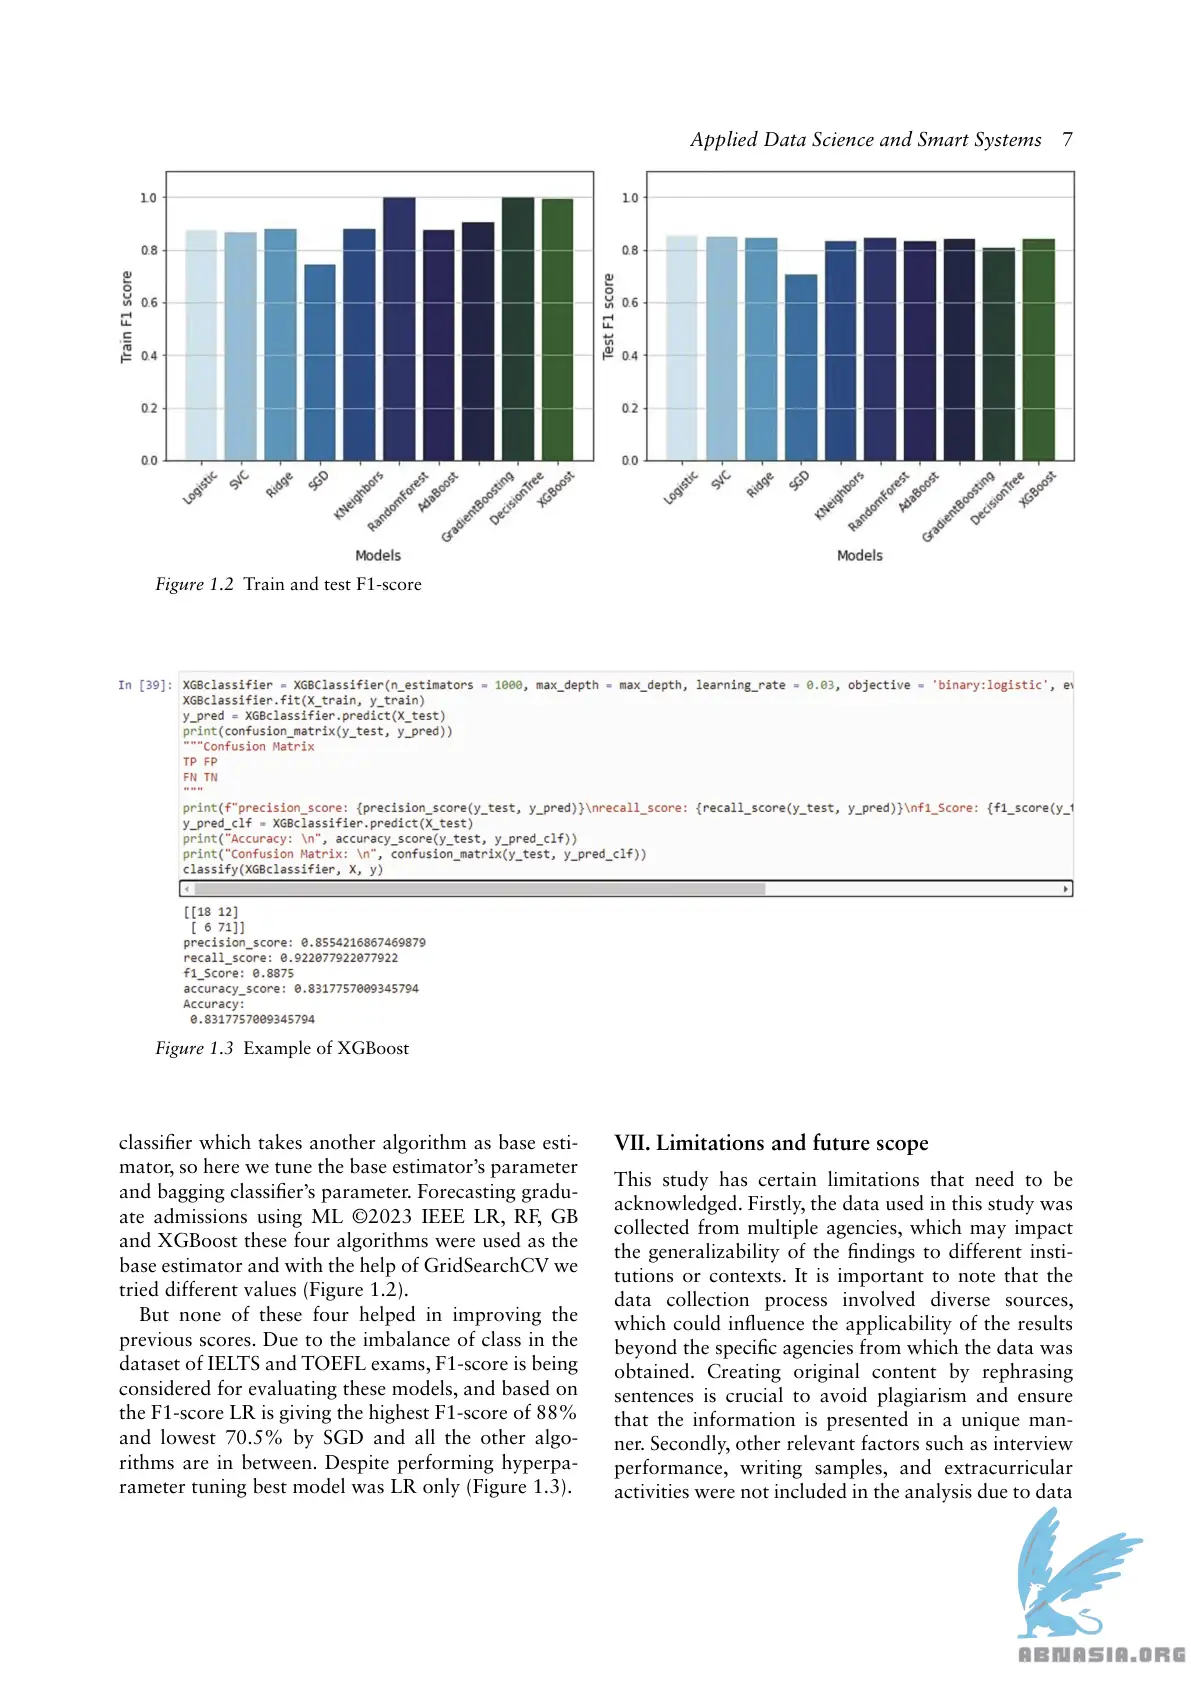 Applied Data Science and Smart Systems 7
1.0
0.8
0.6
0.4
0.2
0.0
Train F1 score
Logistic
SVC
Ridge
SGD
KNeighbors
RandomForest
AdaBoost
GradientBoosting
DecisionTree
XGBoost
Models
1.0
0.8
0.6
0.4
0.2
0.0
Test F1 score
Logistic
SVC
Ridge
SGD
KNeighbors
RandomForest
AdaBoost
GradientBoosting
DecisionTree
XGBoost
Models
Figure 1.2 Train and test F1-score
In [39]: XGBclassifier = XGBClassifier(n_estimators = 1000, max_depth = max_depth, learning_rate = 0.03, objective = 'binary:logistic', ev
XGBclassifier.fit(X_train, y_train)
y_pred = XGBclassifier.predict(X_test)
print(confusion_matrix(y_test, y_pred))
"""Confusion Matrix
TP FP
FN TN
"""
print(f"precision_score: {precision_score(y_test, y_pred)}\nrecall_score: {recall_score(y_test, y_pred)}\nf1_Score: {f1_score(y_t
y_pred_clf = XGBclassifier.predict(X_test)
print("Accuracy: \n", accuracy_score(y_test, y_pred_clf))
print("Confusion Matrix: \n", confusion_matrix(y_test, y_pred_clf))
classify(XGBclassifier, X, y)
[[18 12]
[ 6 71]]
precision_score: 0.8554216867469879
recall_score: 0.922077922077922
f1_Score: 0.8875
accuracy_score: 0.8317757009345794
Accuracy:
0.8317757009345794
Figure 1.3 Example of XGBoost
classifier which takes another algorithm as base esti-
mator, so here we tune the base estimator's parameter
and bagging classifier's parameter. Forecasting gradu-
ate admissions using ML ©2023 IEEE LR, RF, GB
and XGBoost these four algorithms were used as the
base estimator and with the help of GridSearchCV we
tried different values (Figure 1.2).
But none of these four helped in improving the
previous scores. Due to the imbalance of class in the
dataset of IELTS and TOEFL exams, F1-score is being
considered for evaluating these models, and based on
the F1-score LR is giving the highest F1-score of 88%
and lowest 70.5% by SGD and all the other algo-
rithms are in between. Despite performing hyperpa-
rameter tuning best model was LR only (Figure 1.3).
VII. Limitations and future scope
This study has certain limitations that need to be
acknowledged. Firstly, the data used in this study was
collected from multiple agencies, which may impact
the generalizability of the findings to different insti-
tutions or contexts. It is important to note that the
data collection process involved diverse sources,
which could influence the applicability of the results
beyond the specific agencies from which the data was
obtained. Creating original content by rephrasing
sentences is crucial to avoid plagiarism and ensure
that the information is presented in a unique man-
ner. Secondly, other relevant factors such as interview
performance, writing samples, and extracurricular
activities were not included in the analysis due to data
ABNASIA.ORG